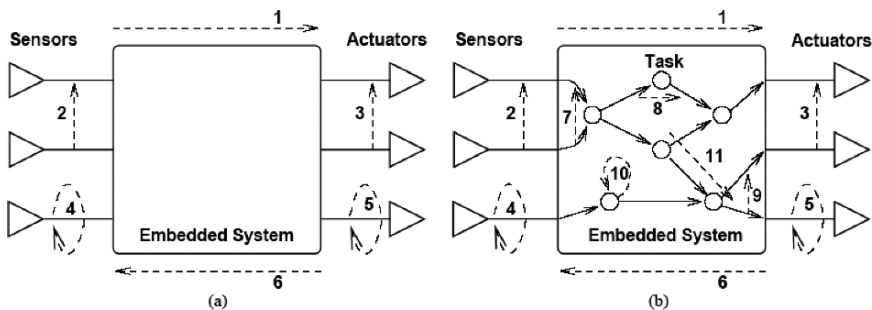 1
Sensors
Actuators
2
3
4
5
Embedded System
6
(a)
1
Sensors
Actuators
Task
2
7
8
3
11
10
9
4
5
Embedded System
6
(b)